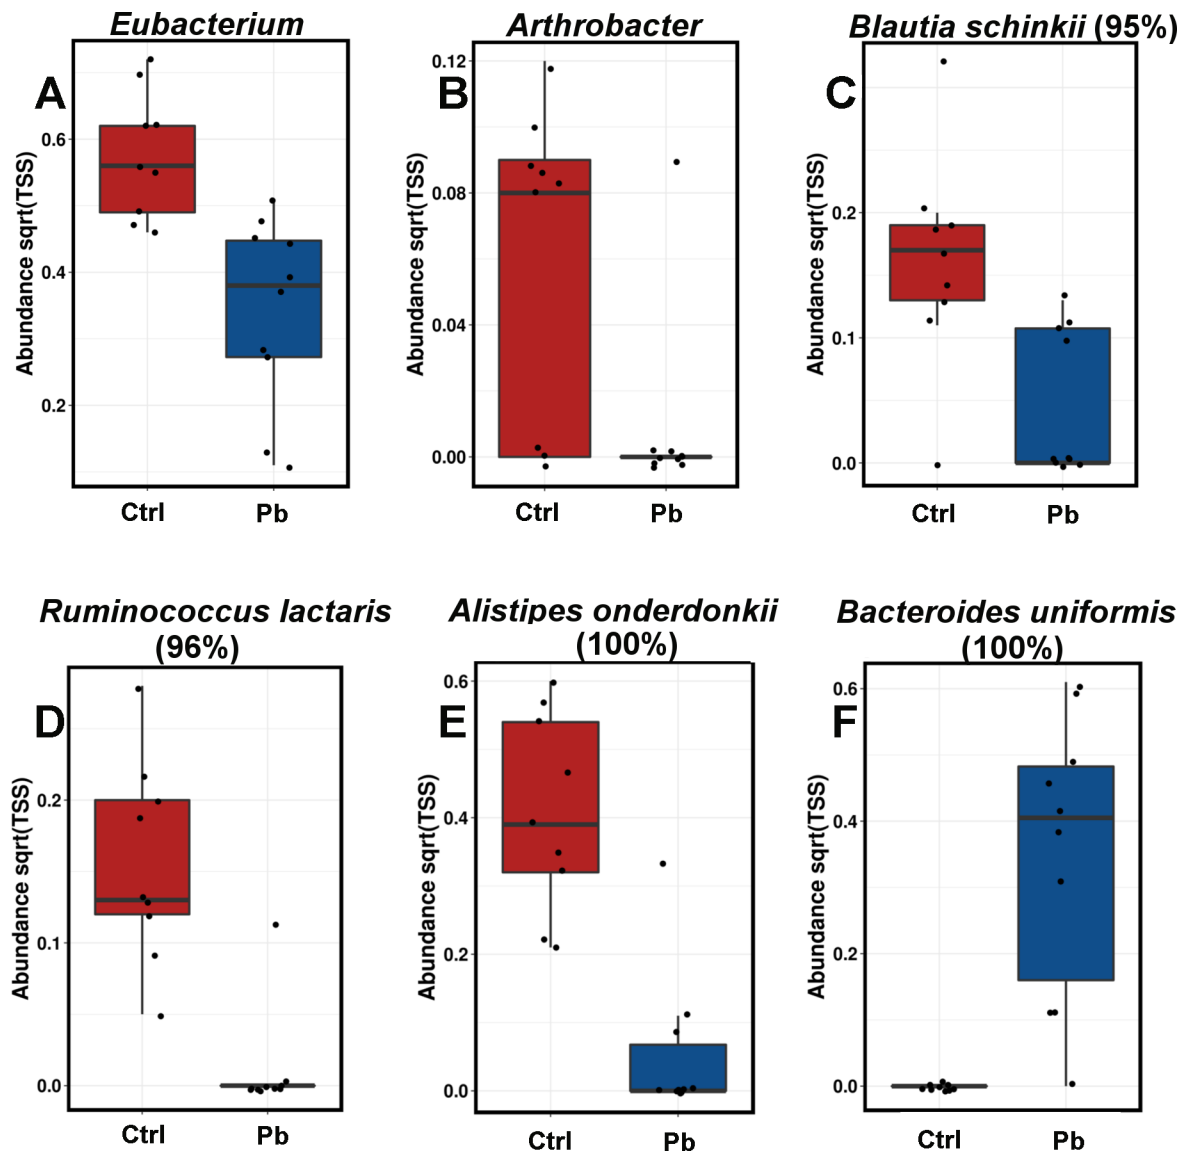 Eubacterium
A
Abundance sqrt(TSS)
0.6
0.4
0.2
Ctrl Pb
Arthrobacter
B
Abundance sqrt(TSS)
0.12
0.08
0.04
0.00
Ctrl Pb
Blautia schinkii (95%)
C
Abundance sqrt(TSS)
0.2
0.1
0.0
Ctrl Pb
Ruminococcus lactaris
(96%)
D
Abundance sqrt(TSS)
0.2
0.1
0.0
Ctrl Pb
Alistipes onderdonkii
(100%)
E
Abundance sqrt(TSS)
0.6
0.4
0.2
0.0
Ctrl Pb
Bacteroides uniformis
(100%)
F
Abundance sqrt(TSS)
0.6
0.4
0.2
0.0
Ctrl Pb